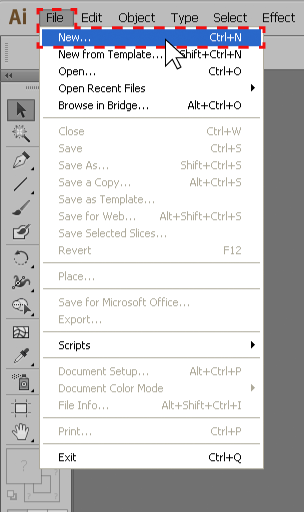 Ai File Edit Object Type Select Effect
New... Ctrl+N
New from Template... Shift+Ctrl+N
Open... Ctrl+O
Open Recent Files
Browse in Bridge... Alt+Ctrl+O
Close Ctrl+W
Save Ctrl+S
Save As... Shift+Ctrl+S
Save a Copy... Alt+Ctrl+S
Save as Template...
Save for Web... Alt+Shift+Ctrl+S
Save Selected Slices...
Revert F12
Place...
Save for Microsoft Office...
Export...
Scripts
Document Setup... Alt+Ctrl+P
Document Color Mode
File Info... Alt+Shift+Ctrl+I
Print... Ctrl+P
Exit Ctrl+Q
?
?